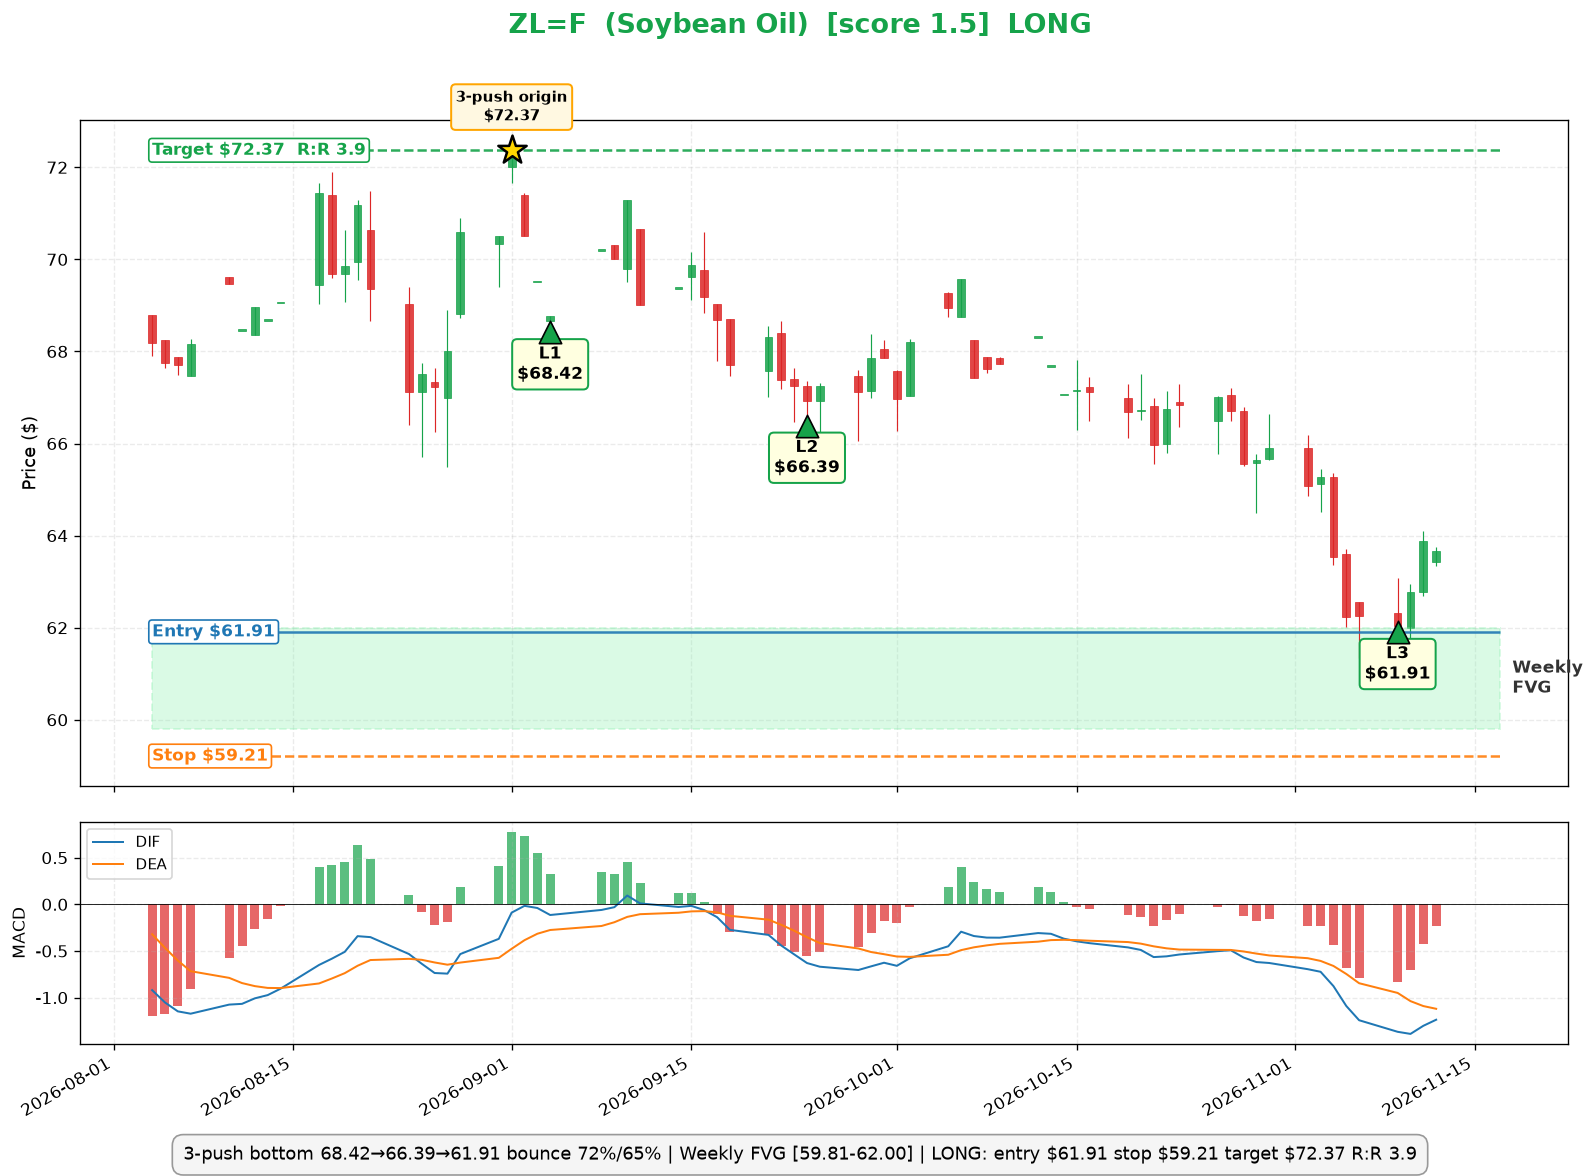 ZL=F  (Soybean Oil)  [score 1.5]  LONG
3-push origin
$72.37
Target $72.37  R:R 3.9
72
70
68
66
64
62
60
Price ($)
L1
$68.42
L2
$66.39
Entry $61.91
L3
$61.91
Weekly
FVG
Stop $59.21
DIF
DEA
0.5
0.0
-0.5
-1.0
MACD
2026-08-01
2026-08-15
2026-09-01
2026-09-15
2026-10-01
2026-10-15
2026-11-01
2026-11-15
3-push bottom 68.42→66.39→61.91 bounce 72%/65% | Weekly FVG [59.81-62.00] | LONG: entry $61.91 stop $59.21 target $72.37 R:R 3.9